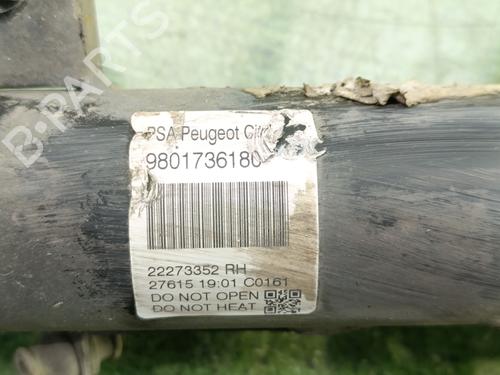 B-PARTS
PSA Peugeot Cit
9801736180
22273352 RH
27615 19:01 C0161
DO NOT OPEN
DO NOT HEAT